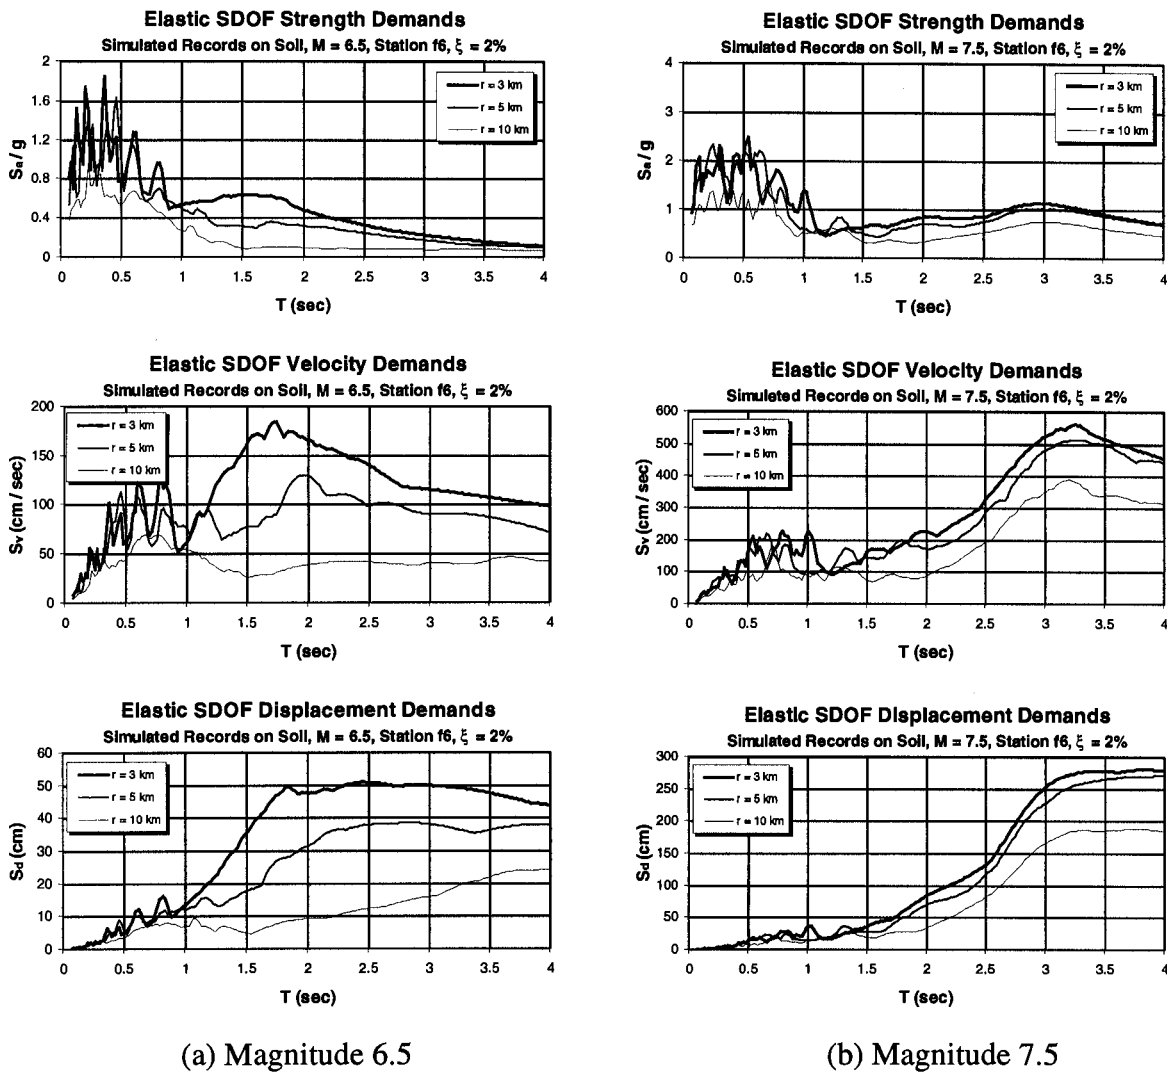 Elastic SDOF Strength Demands
Simulated Records on Soil, M = 6.5, Station f6, ξ = 2%
Sa / g
2
1.6
1.2
0.8
0.4
0
r = 3 km
r = 5 km
r = 10 km
0 0.5 1 1.5 2 2.5 3 3.5 4
T (sec)
Elastic SDOF Velocity Demands
Simulated Records on Soil, M = 6.5, Station f6, ξ = 2%
Sv (cm / sec)
200
150
100
50
0
r = 3 km
r = 5 km
r = 10 km
0 0.5 1 1.5 2 2.5 3 3.5 4
T (sec)
Elastic SDOF Displacement Demands
Simulated Records on Soil, M = 6.5, Station f6, ξ = 2%
Sd (cm)
60
50
40
30
20
10
0
r = 3 km
r = 5 km
r = 10 km
0 0.5 1 1.5 2 2.5 3 3.5 4
T (sec)
(a) Magnitude 6.5
Elastic SDOF Strength Demands
Simulated Records on Soil, M = 7.5, Station f6, ξ = 2%
Sa / g
4
3
2
1
0
r = 3 km
r = 5 km
r = 10 km
0 0.5 1 1.5 2 2.5 3 3.5 4
T (sec)
Elastic SDOF Velocity Demands
Simulated Records on Soil, M = 7.5, Station f6, ξ = 2%
Sv (cm / sec)
600
500
400
300
200
100
0
r = 3 km
r = 5 km
r = 10 km
0 0.5 1 1.5 2 2.5 3 3.5 4
T (sec)
Elastic SDOF Displacement Demands
Simulated Records on Soil, M = 7.5, Station f6, ξ = 2%
Sd (cm)
300
250
200
150
100
50
0
r = 3 km
r = 5 km
r = 10 km
0 0.5 1 1.5 2 2.5 3 3.5 4
T (sec)
(b) Magnitude 7.5